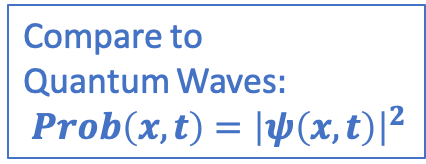 Compare to
Quantum Waves:
Prob(x, t) = |ψ(x, t)|²